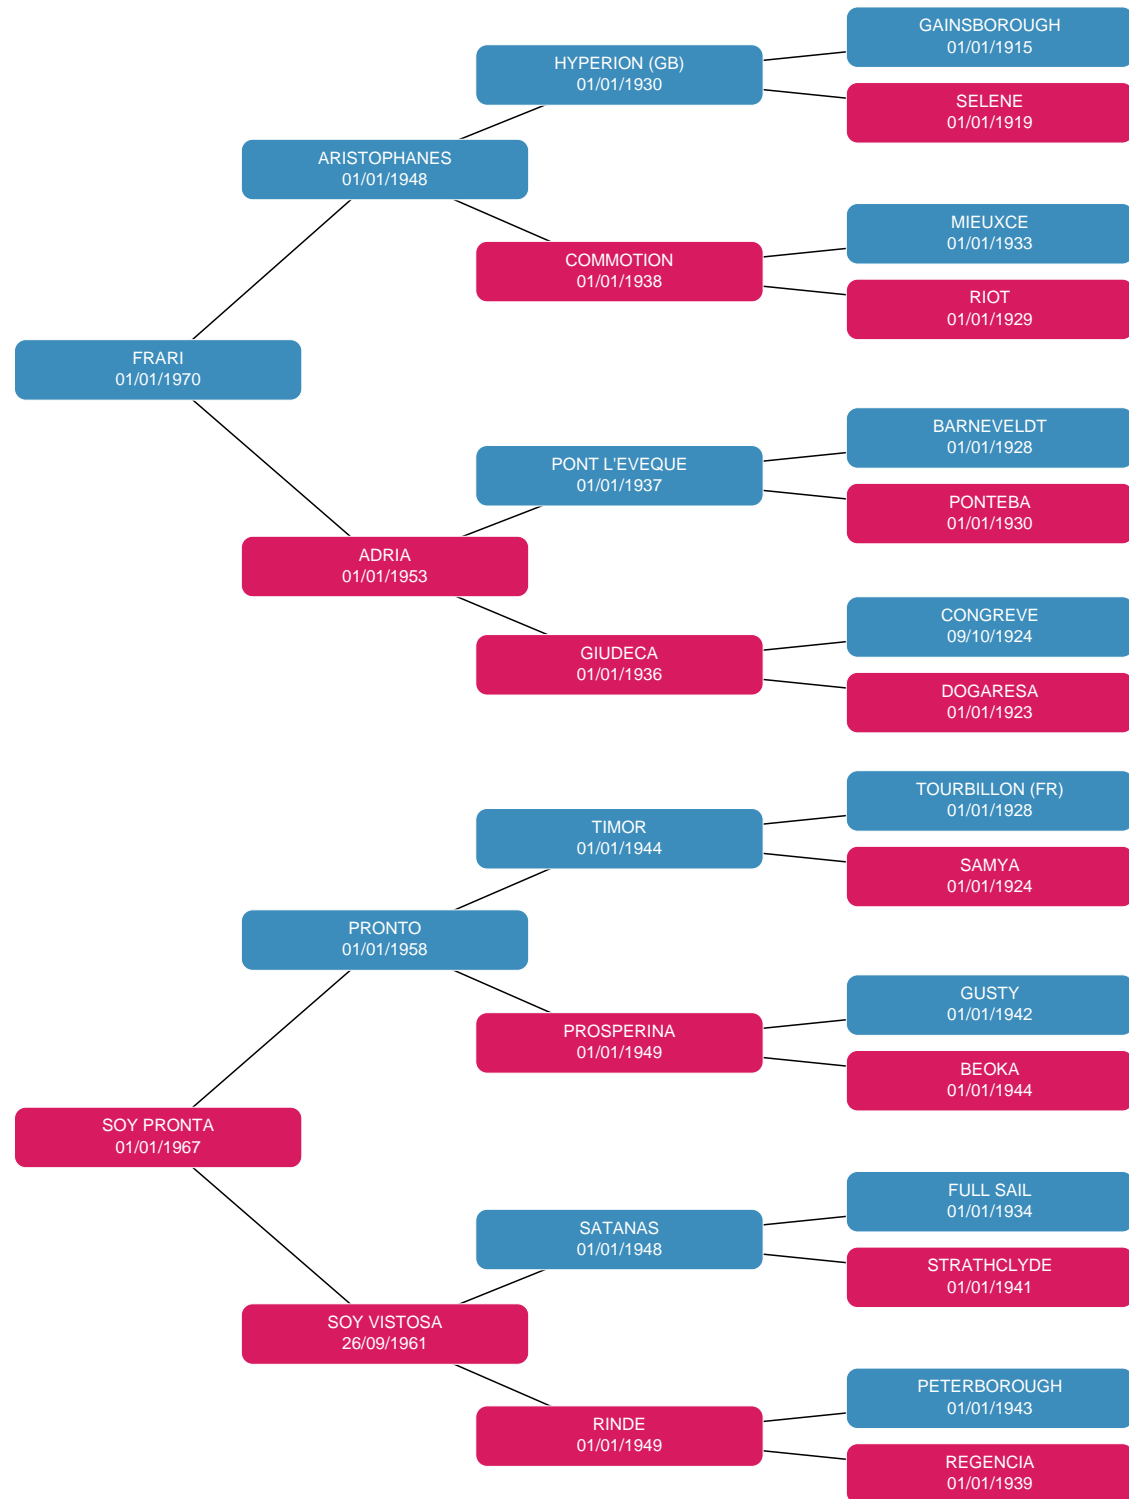 GAINSBOROUGH
01/01/1915
HYPERION (GB)
01/01/1930
SELENE
01/01/1919
ARISTOPHANES
01/01/1948
MIEUXCE
01/01/1933
COMMOTION
01/01/1938
RIOT
01/01/1929
FRARI
01/01/1970
BARNEVELDT
01/01/1928
PONT L'EVEQUE
01/01/1937
PONTEBA
01/01/1930
ADRIA
01/01/1953
CONGREVE
09/10/1924
GIUDECA
01/01/1936
DOGARESA
01/01/1923
TOURBILLON (FR)
01/01/1928
TIMOR
01/01/1944
SAMYA
01/01/1924
PRONTO
01/01/1958
GUSTY
01/01/1942
PROSPERINA
01/01/1949
BEOKA
01/01/1944
SOY PRONTA
01/01/1967
FULL SAIL
01/01/1934
SATANAS
01/01/1948
STRATHCLYDE
01/01/1941
SOY VISTOSA
26/09/1961
PETERBOROUGH
01/01/1943
RINDE
01/01/1949
REGENCIA
01/01/1939